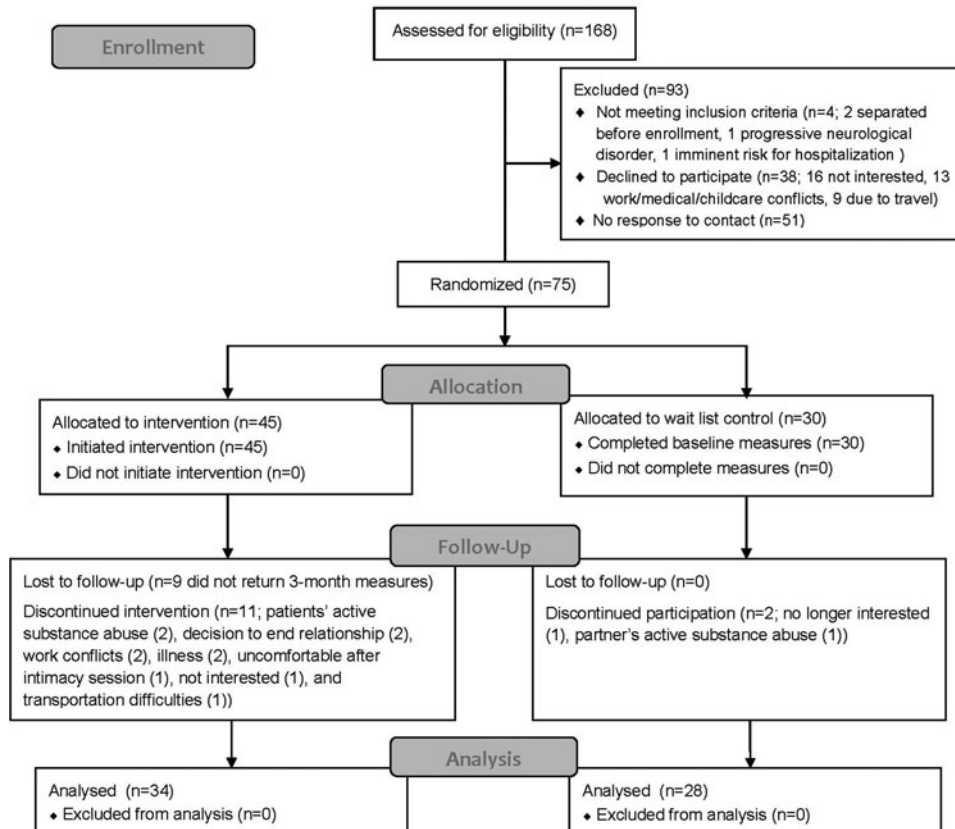 Enrollment
Assessed for eligibility (n=168)
Excluded (n=93)
♦ Not meeting inclusion criteria (n=4; 2 separated
before enrollment, 1 progressive neurological
disorder, 1 imminent risk for hospitalization )
♦ Declined to participate (n=38; 16 not interested, 13
work/medical/childcare conflicts, 9 due to travel)
♦ No response to contact (n=51)
Randomized (n=75)
Allocation
Allocated to intervention (n=45)
♦ Initiated intervention (n=45)
♦ Did not initiate intervention (n=0)
Allocated to wait list control (n=30)
♦ Completed baseline measures (n=30)
♦ Did not complete measures (n=0)
Follow-Up
Lost to follow-up (n=9 did not return 3-month measures)
Discontinued intervention (n=11; patients' active
substance abuse (2), decision to end relationship (2),
work conflicts (2), illness (2), uncomfortable after
intimacy session (1), not interested (1), and
transportation difficulties (1))
Lost to follow-up (n=0)
Discontinued participation (n=2; no longer interested
(1), partner's active substance abuse (1))
Analysis
Analysed (n=34)
♦ Excluded from analysis (n=0)
Analysed (n=28)
♦ Excluded from analysis (n=0)